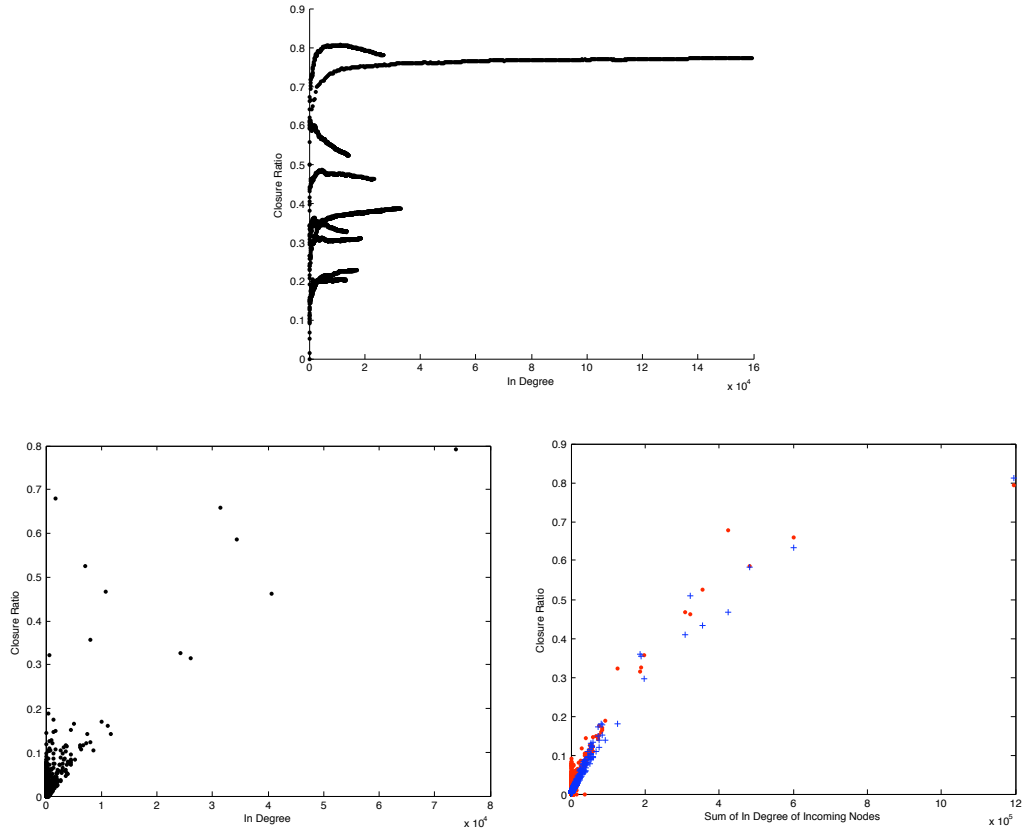 0.9
0.8
0.7
0.6
0.5
0.4
0.3
0.2
0.1
0
Closure Ratio
0 2 4 6 8 10 12 14 16
In Degree
x 10^4
0.8
0.7
0.6
0.5
0.4
0.3
0.2
0.1
0
Closure Ratio
0 1 2 3 4 5 6 7 80
In Degree
x 10^4
0.9
0.8
0.7
0.6
0.5
0.4
0.3
0.2
0.1
0
Closure Ratio
0 2 4 6 8 10 12
Sum of In Degree of Incoming Nodes
x 10^5